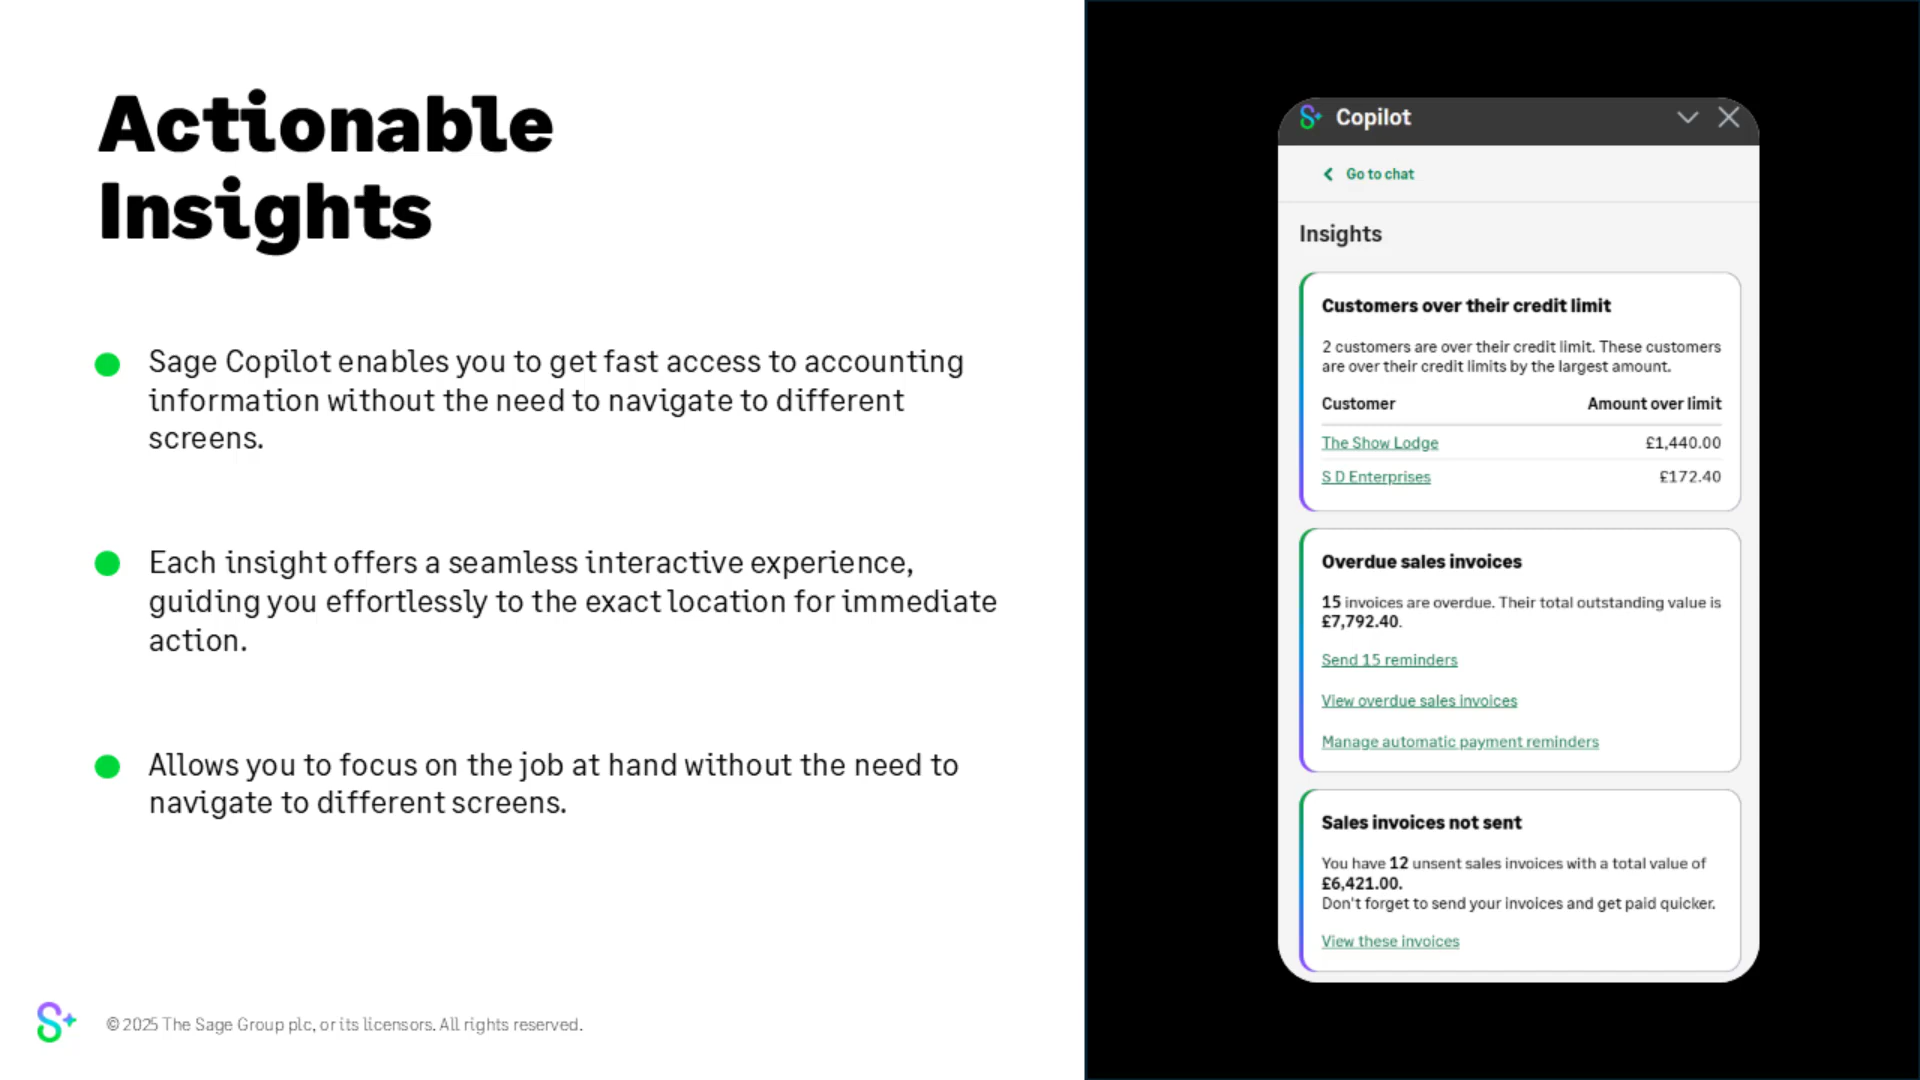 Actionable
Insights
Sage Copilot enables you to get fast access to accounting
information without the need to navigate to different
screens.
Each insight offers a seamless interactive experience,
guiding you effortlessly to the exact location for immediate
action.
Allows you to focus on the job at hand without the need to
navigate to different screens.
© 2025 The Sage Group plc, or its licensors. All rights reserved.
Copilot
Go to chat
Insights
Customers over their credit limit
2 customers are over their credit limit. These customers
are over their credit limits by the largest amount.
Customer Amount over limit
The Show Lodge £1,440.00
S D Enterprises £172.40
Overdue sales invoices
15 invoices are overdue. Their total outstanding value is
£7,792.40.
Send 15 reminders
View overdue sales invoices
Manage automatic payment reminders
Sales invoices not sent
You have 12 unsent sales invoices with a total value of
£6,421.00.
Don't forget to send your invoices and get paid quicker.
View these invoices